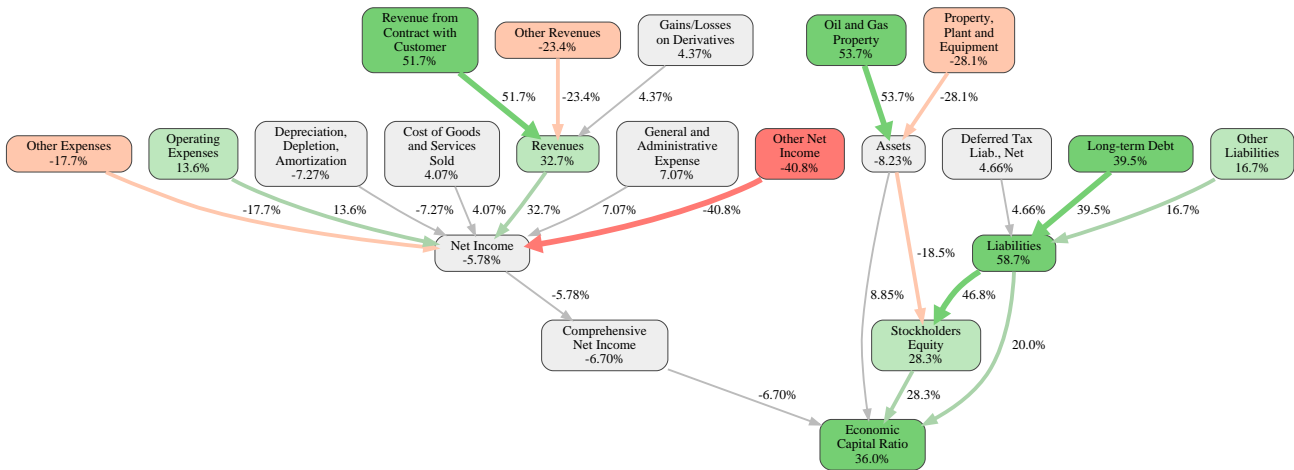 Revenue from
Contract with
Customer
51.7%
Other Revenues
-23.4%
Gains/Losses
on Derivatives
4.37%
Oil and Gas
Property
53.7%
Property,
Plant and
Equipment
-28.1%
51.7%
-23.4%
4.37%
53.7%
-28.1%
Other Expenses
-17.7%
Operating
Expenses
13.6%
Depreciation,
Depletion,
Amortization
-7.27%
Cost of Goods
and Services
Sold
4.07%
Revenues
32.7%
General and
Administrative
Expense
7.07%
Other Net
Income
-40.8%
Assets
-8.23%
Deferred Tax
Liab., Net
4.66%
Long-term Debt
39.5%
Other
Liabilities
16.7%
-17.7%
13.6%
-7.27%
4.07%
32.7%
7.07%
-40.8%
4.66%
39.5%
16.7%
Net Income
-5.78%
-18.5%
Liabilities
58.7%
-5.78%
8.85%
46.8%
Comprehensive
Net Income
-6.70%
Stockholders
Equity
28.3%
20.0%
-6.70%
28.3%
Economic
Capital Ratio
36.0%